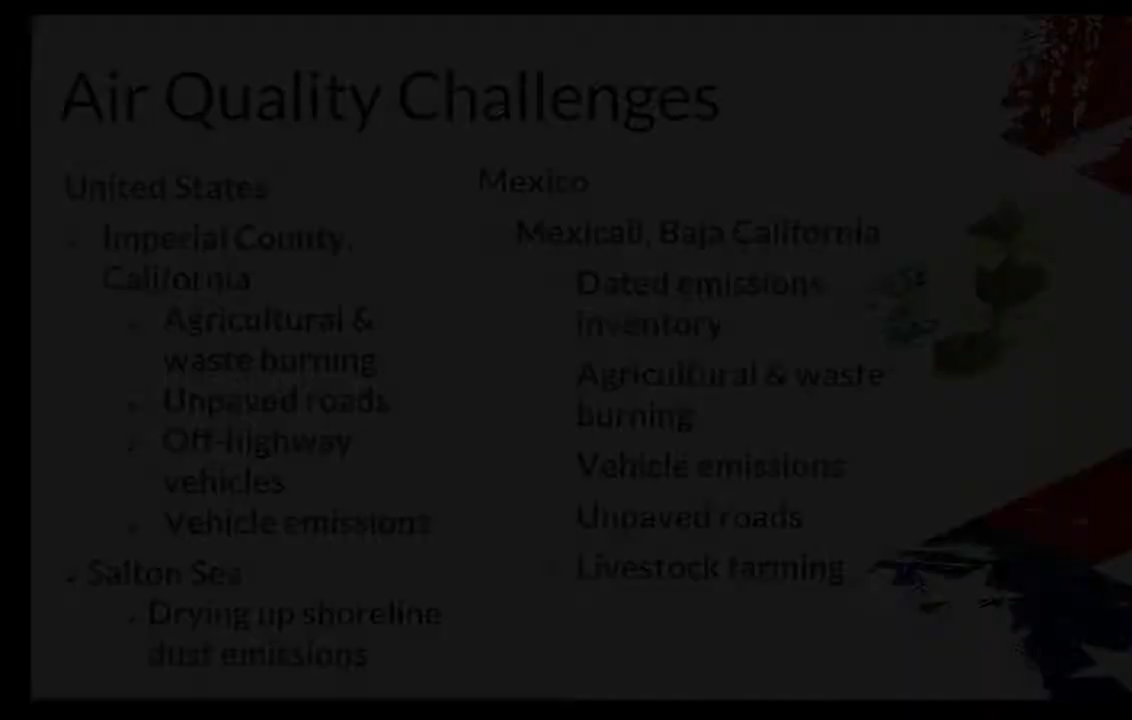 Air Quality Challenges
United States
Imperial County,
California
Agricultural &
waste burning
Unpaved roads
Off-highway
vehicles
Vehicle emissions
Salton Sea
Drying up shoreline
dust emissions
Mexico
Mexicali, Baja California
Dated emissions
inventory
Agricultural & waste
burning
Vehicle emissions
Unpaved roads
Livestock farming